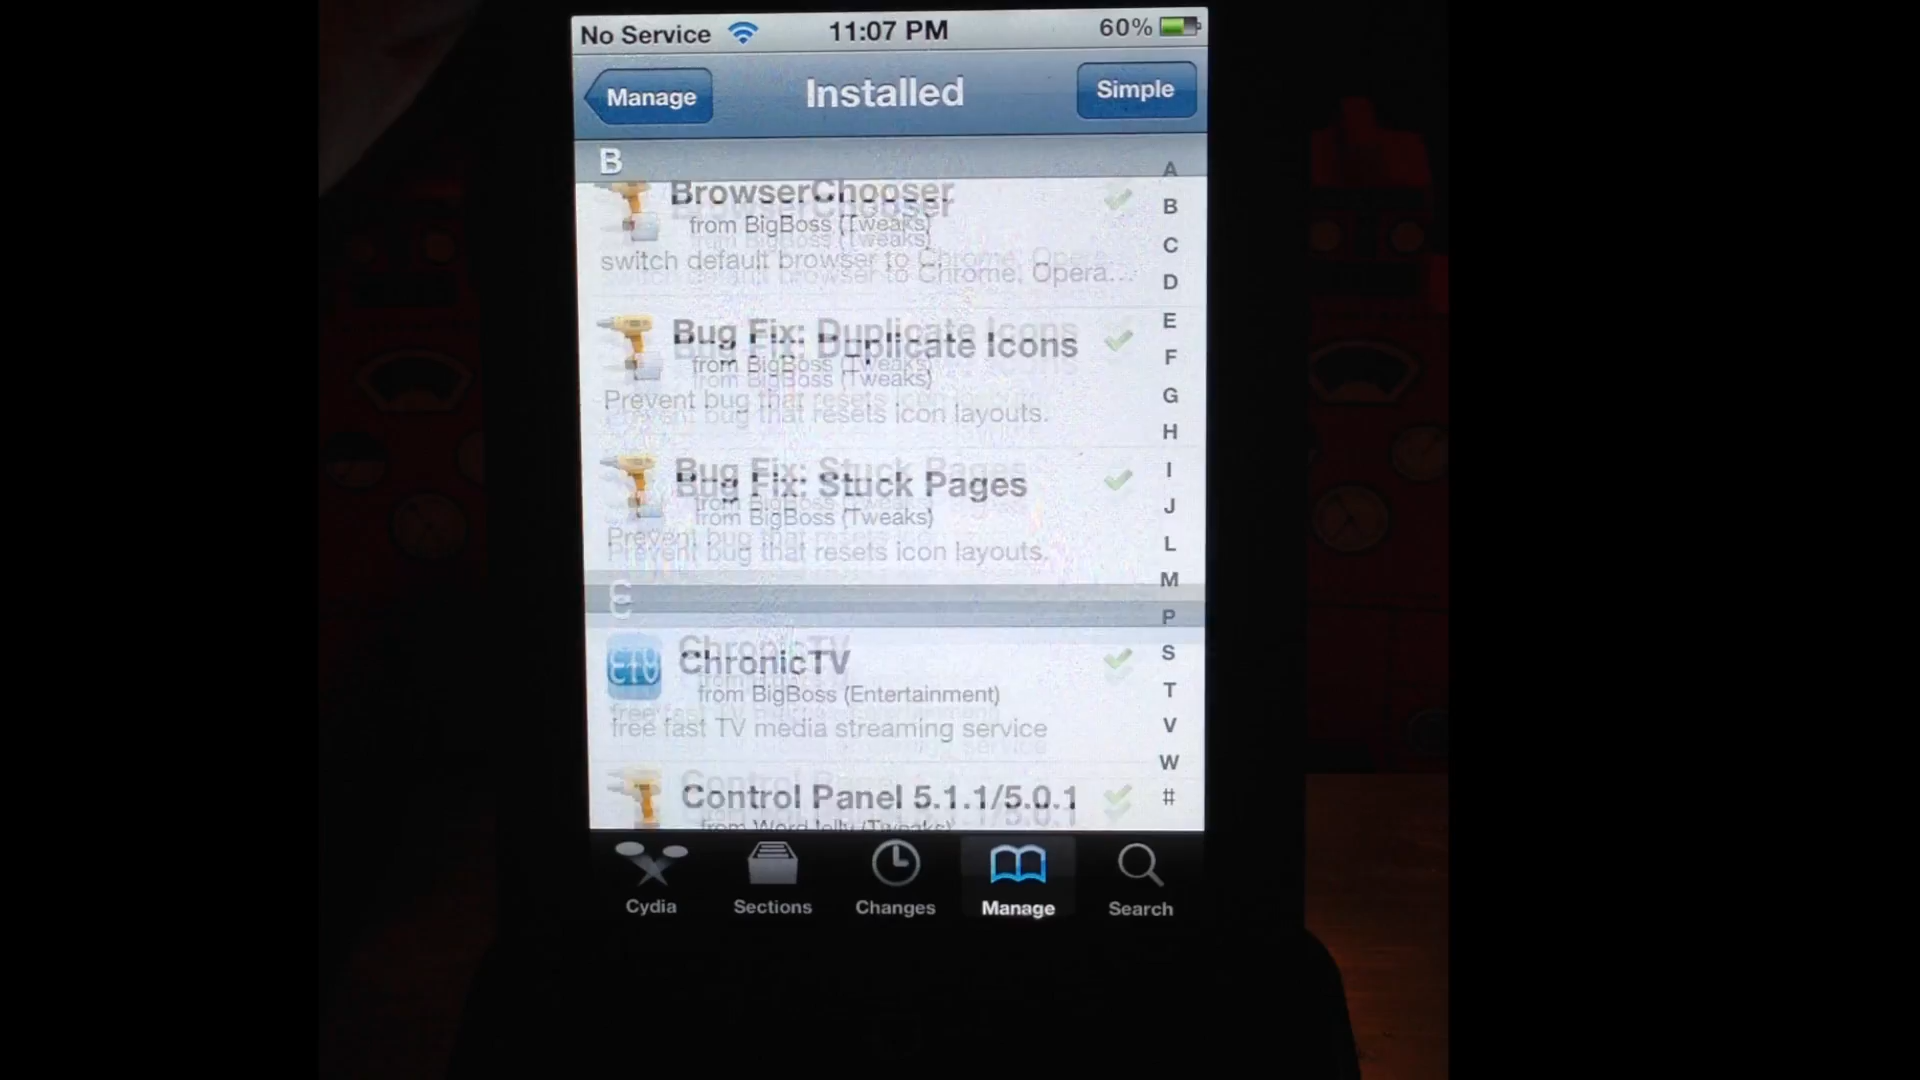 No Service 11:07 PM 60%
Manage Installed Simple
B
BrowserChooser
from BigBoss (Tweaks)
switch default browser to Chrome, Opera...
Bug Fix: Duplicate Icons
from BigBoss (Tweaks)
Prevent bug that resets icon layouts.
Bug Fix: Stuck Pages
from BigBoss (Tweaks)
Prevent bug that resets icon layouts.
C
ChronicTV
from BigBoss (Entertainment)
free fast TV media streaming service
Control Panel 5.1.1/5.0.1
from WordJelly (Tweaks)
A
B
C
D
E
F
G
H
I
J
L
M
P
S
T
V
W
#
Cydia Sections Changes Manage Search